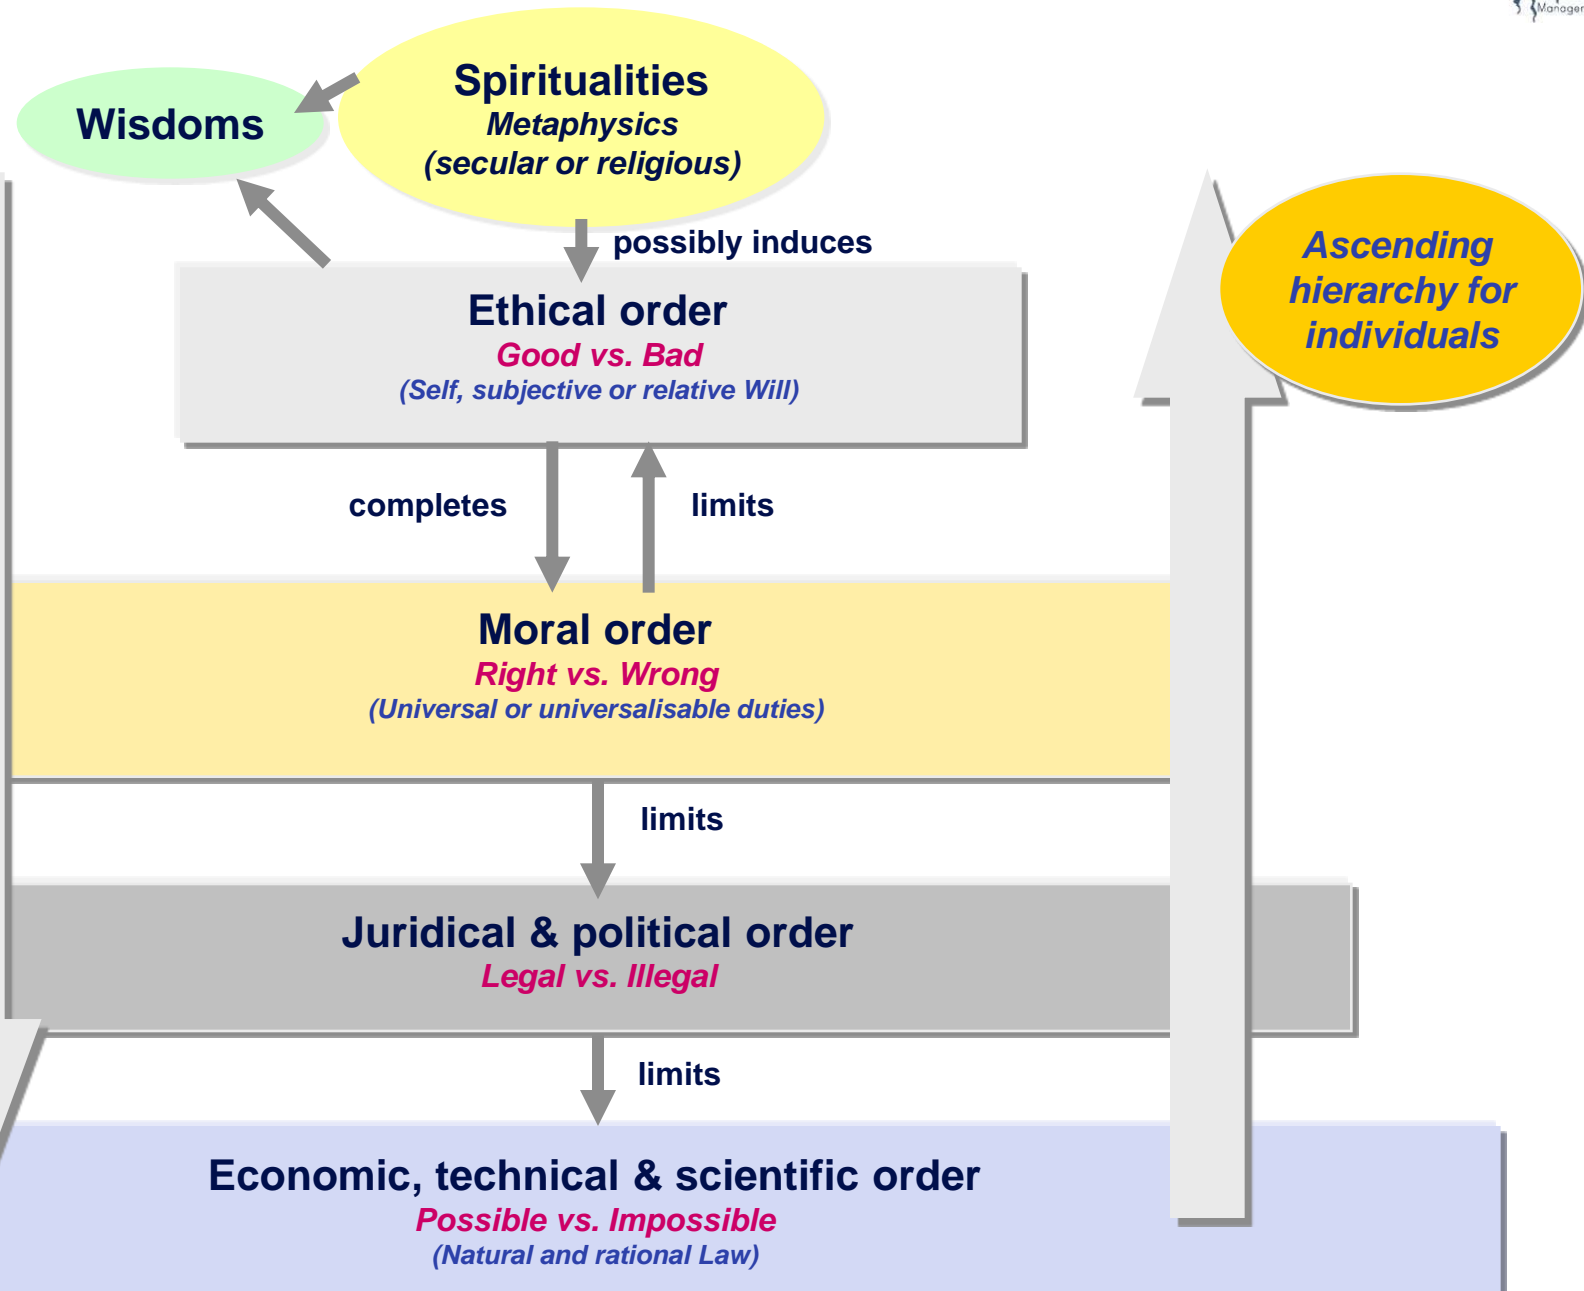 Manager
Spiritualities
Metaphysics
(secular or religious)
Wisdoms
possibly induces
Ascending
hierarchy for
individuals
Ethical order
Good vs. Bad
(Self, subjective or relative Will)
completes
limits
Moral order
Right vs. Wrong
(Universal or universalisable duties)
limits
Juridical & political order
Legal vs. Illegal
limits
Economic, technical & scientific order
Possible vs. Impossible
(Natural and rational Law)